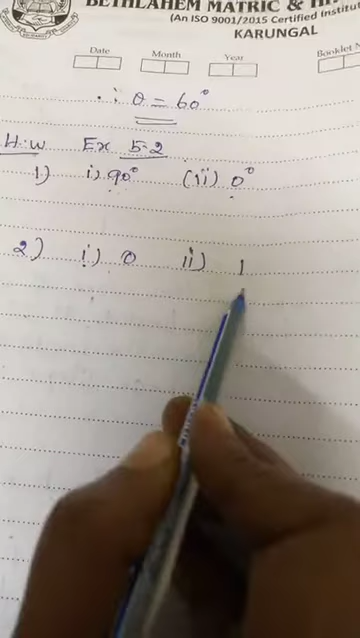 BETHLAHEM MATRIC & H
(An ISO 9001/2015 Certified Institut
KARUNGAL
Date Month Year Booklet N
∴ θ = 60°
H.W Ex 5.2
1) i) 90° (ii) 0°
2) i) 0 ii) 1